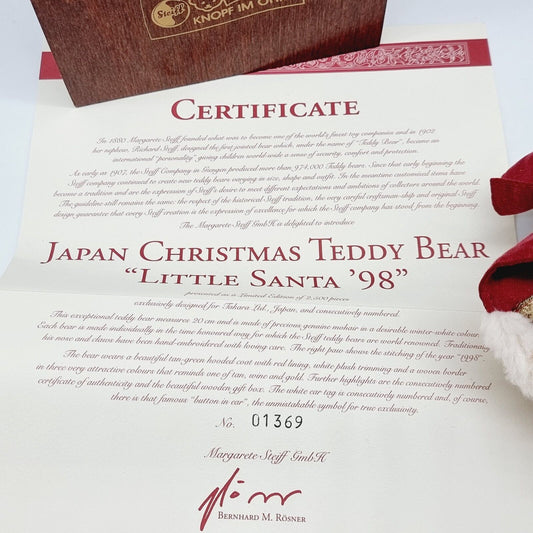 Steiff
KNOPF IM OHR
CERTIFICATE
In 1880 Margarete Steiff founded what was to become one of the world's finest toy companies and in 1902
her nephew, Richard Steiff, designed the first jointed bear which, under the name of "Teddy Bear", became an
international "personality", giving children world wide a sense of security, comfort and protection.
As early as 1907, the Steiff Company in Giengen produced more than 974.000 Teddy bears. Since that early beginning the
Steiff company continued to create new teddy bears varying in size, shape and outfit. In the meantime customised items have
become a tradition and are the expression of Steiff's desire to meet different expectations and ambitions of collectors around the world.
The guideline still remains the same: the respect of the historical Steiff tradition, the very careful craftsman-ship and original Steiff
design guarantee that every Steiff creation is the expression of excellence for which the Steiff company has stood from the beginning.
The Margarete Steiff GmbH is delighted to introduce
JAPAN CHRISTMAS TEDDY BEAR
"LITTLE SANTA '98"
presented as a Limited Edition of 2,500 pieces
exclusively designed for Takara Ltd., Japan, and consecutively numbered.
This exceptional teddy bear measures 20 cm and is made of precious genuine mohair in a desirable winter-white colour.
Each bear is made individually in the time honoured way for which the Steiff teddy bears are world renowned. Traditionally
his nose and claws have been hand-embroidered with loving care. The right paw shows the stitching of the year "1998".
The bear wears a beautiful tan-green hooded coat with red lining, white plush trimming and a woven border
in three very attractive colours that reminds one of tan, wine and gold. Further highlights are the consecutively numbered
certificate of authenticity and the beautiful wooden gift box. The white ear tag is consecutively numbered and, of course,
there is that famous "button in ear", the unmistakable symbol for true exclusivity.
No. 01369
Margarete Steiff GmbH
BERNHARD M. RÖSNER